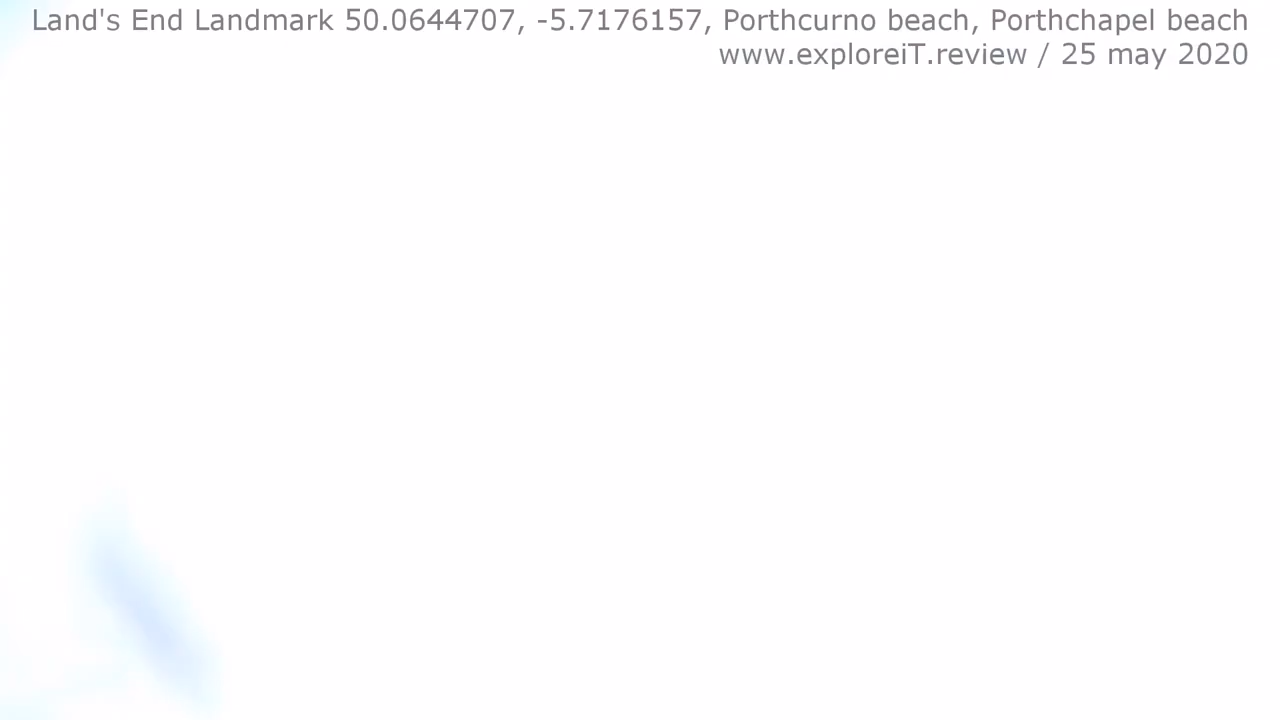 Land's End Landmark 50.0644707, -5.7176157, Porthcurno beach, Porthchapel beach
www.exploreiT.review / 25 may 2020